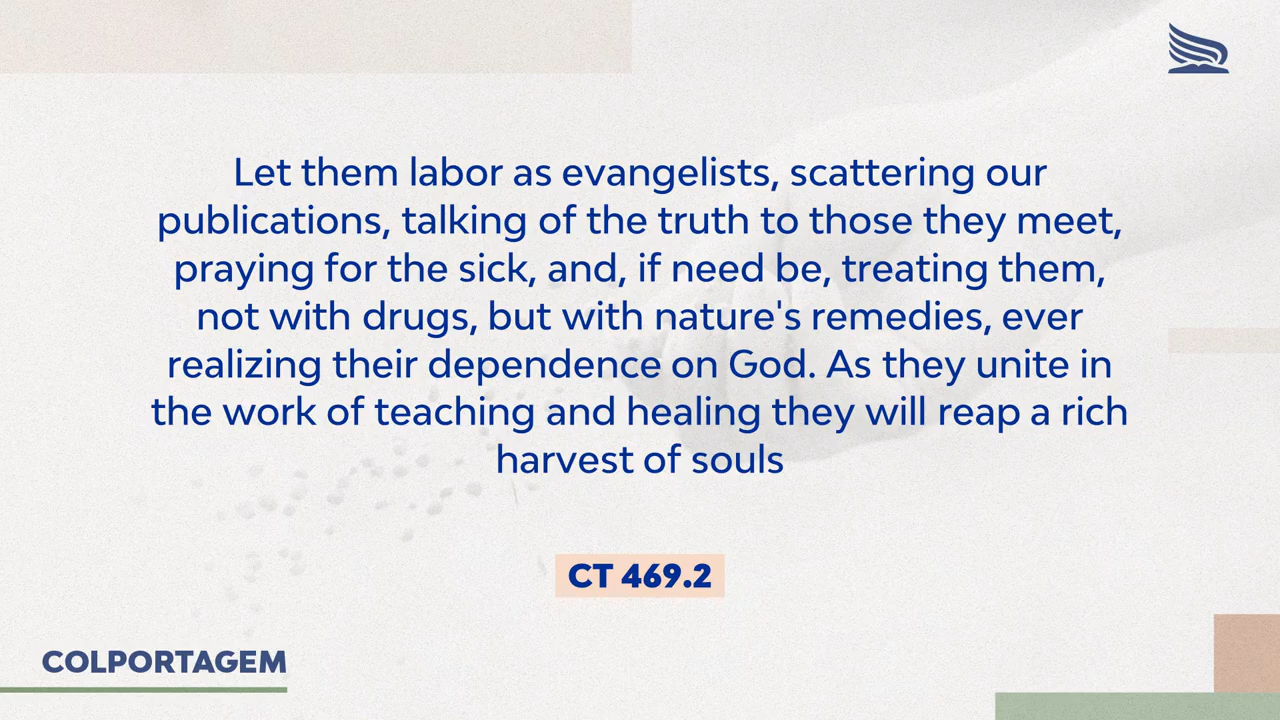 Let them labor as evangelists, scattering our
publications, talking of the truth to those they meet,
praying for the sick, and, if need be, treating them,
not with drugs, but with nature's remedies, ever
realizing their dependence on God. As they unite in
the work of teaching and healing they will reap a rich
harvest of souls
CT 469.2
COLPORTAGEM